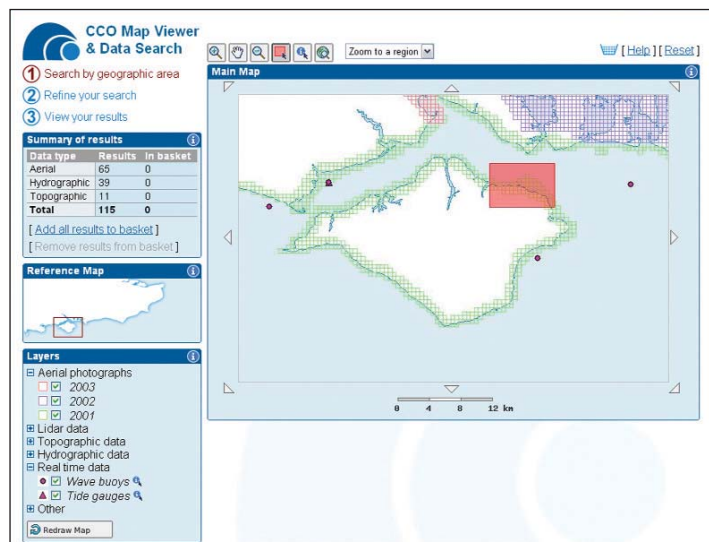 CCO Map Viewer
& Data Search
1 Search by geographic area
2 Refine your search
3 View your results
Zoom to a region
[ Help ] [ Reset ]
Summary of results
Data type Results In basket
Aerial 65 0
Hydrographic 39 0
Topographic 11 0
Total 115 0
[ Add all results to basket ]
[ Remove results from basket ]
Reference Map
Layers
Aerial photographs
2003
2002
2001
Lidar data
Topographic data
Hydrographic data
Real time data
Wave buoys
Tide gauges
Other
Redraw Map
Main Map
0 4 8 12 km